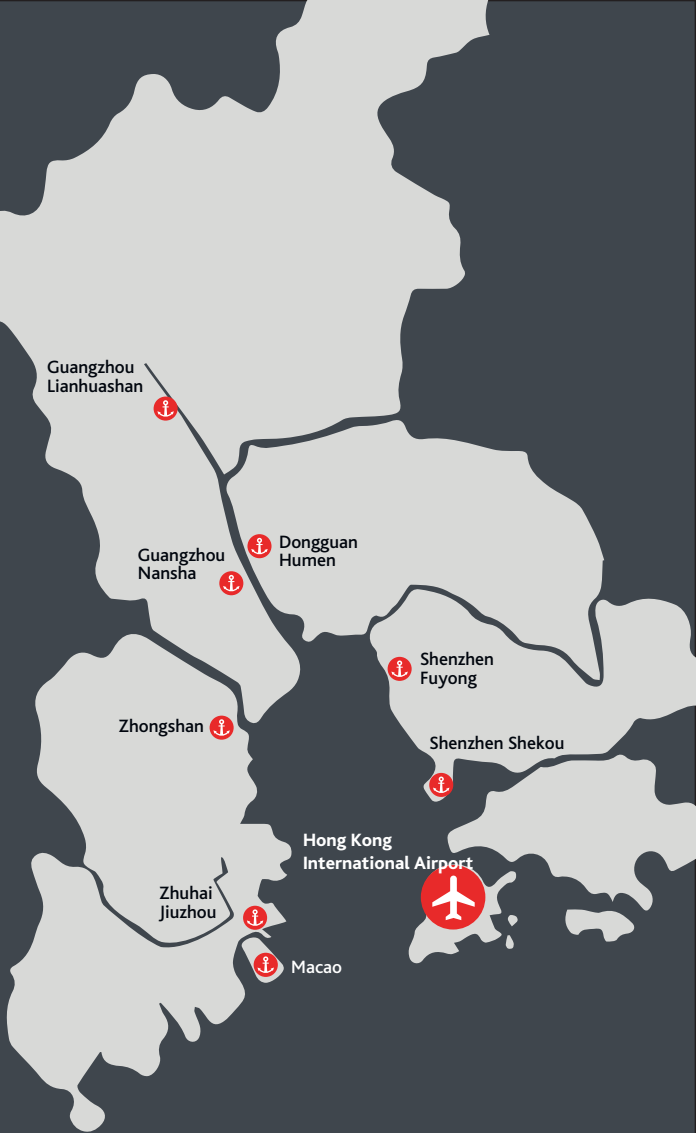 Guangzhou
Lianhuashan
Dongguan
Humen
Guangzhou
Nansha
Shenzhen
Fuyong
Zhongshan
Shenzhen Shekou
Hong Kong
International Airport
Zhuhai
Jiuzhou
Macao